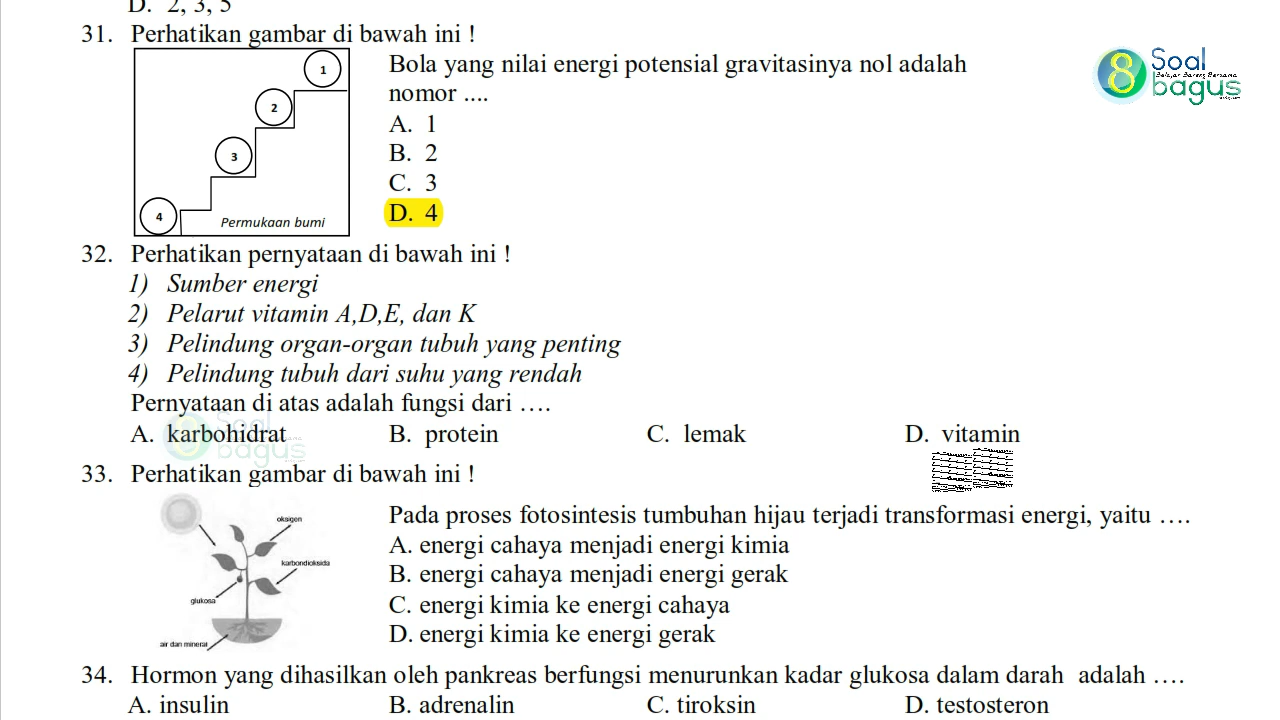 D. 2, 3, 5
31. Perhatikan gambar di bawah ini !
1
2
3
4
Permukaan bumi
Bola yang nilai energi potensial gravitasinya nol adalah
nomor ....
A. 1
B. 2
C. 3
D. 4
8 Soal
Belajar Bareng Bersama
bagus
32. Perhatikan pernyataan di bawah ini !
1) Sumber energi
2) Pelarut vitamin A,D,E, dan K
3) Pelindung organ-organ tubuh yang penting
4) Pelindung tubuh dari suhu yang rendah
Pernyataan di atas adalah fungsi dari ….
A. karbohidrat B. protein C. lemak D. vitamin
Soal
bagus
33. Perhatikan gambar di bawah ini !
oksigen
karbondioksida
glukosa
air dan mineral
Pada proses fotosintesis tumbuhan hijau terjadi transformasi energi, yaitu ….
A. energi cahaya menjadi energi kimia
B. energi cahaya menjadi energi gerak
C. energi kimia ke energi cahaya
D. energi kimia ke energi gerak
34. Hormon yang dihasilkan oleh pankreas berfungsi menurunkan kadar glukosa dalam darah adalah ….
A. insulin B. adrenalin C. tiroksin D. testosteron